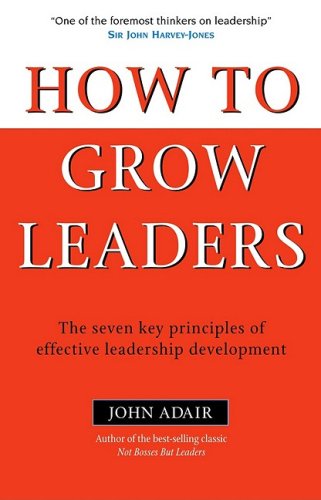 "One of the foremost thinkers on leadership"
SIR JOHN HARVEY-JONES
HOW TO
GROW
LEADERS
The seven key principles of
effective leadership development
JOHN ADAIR
Author of the best-selling classic
Not Bosses But Leaders